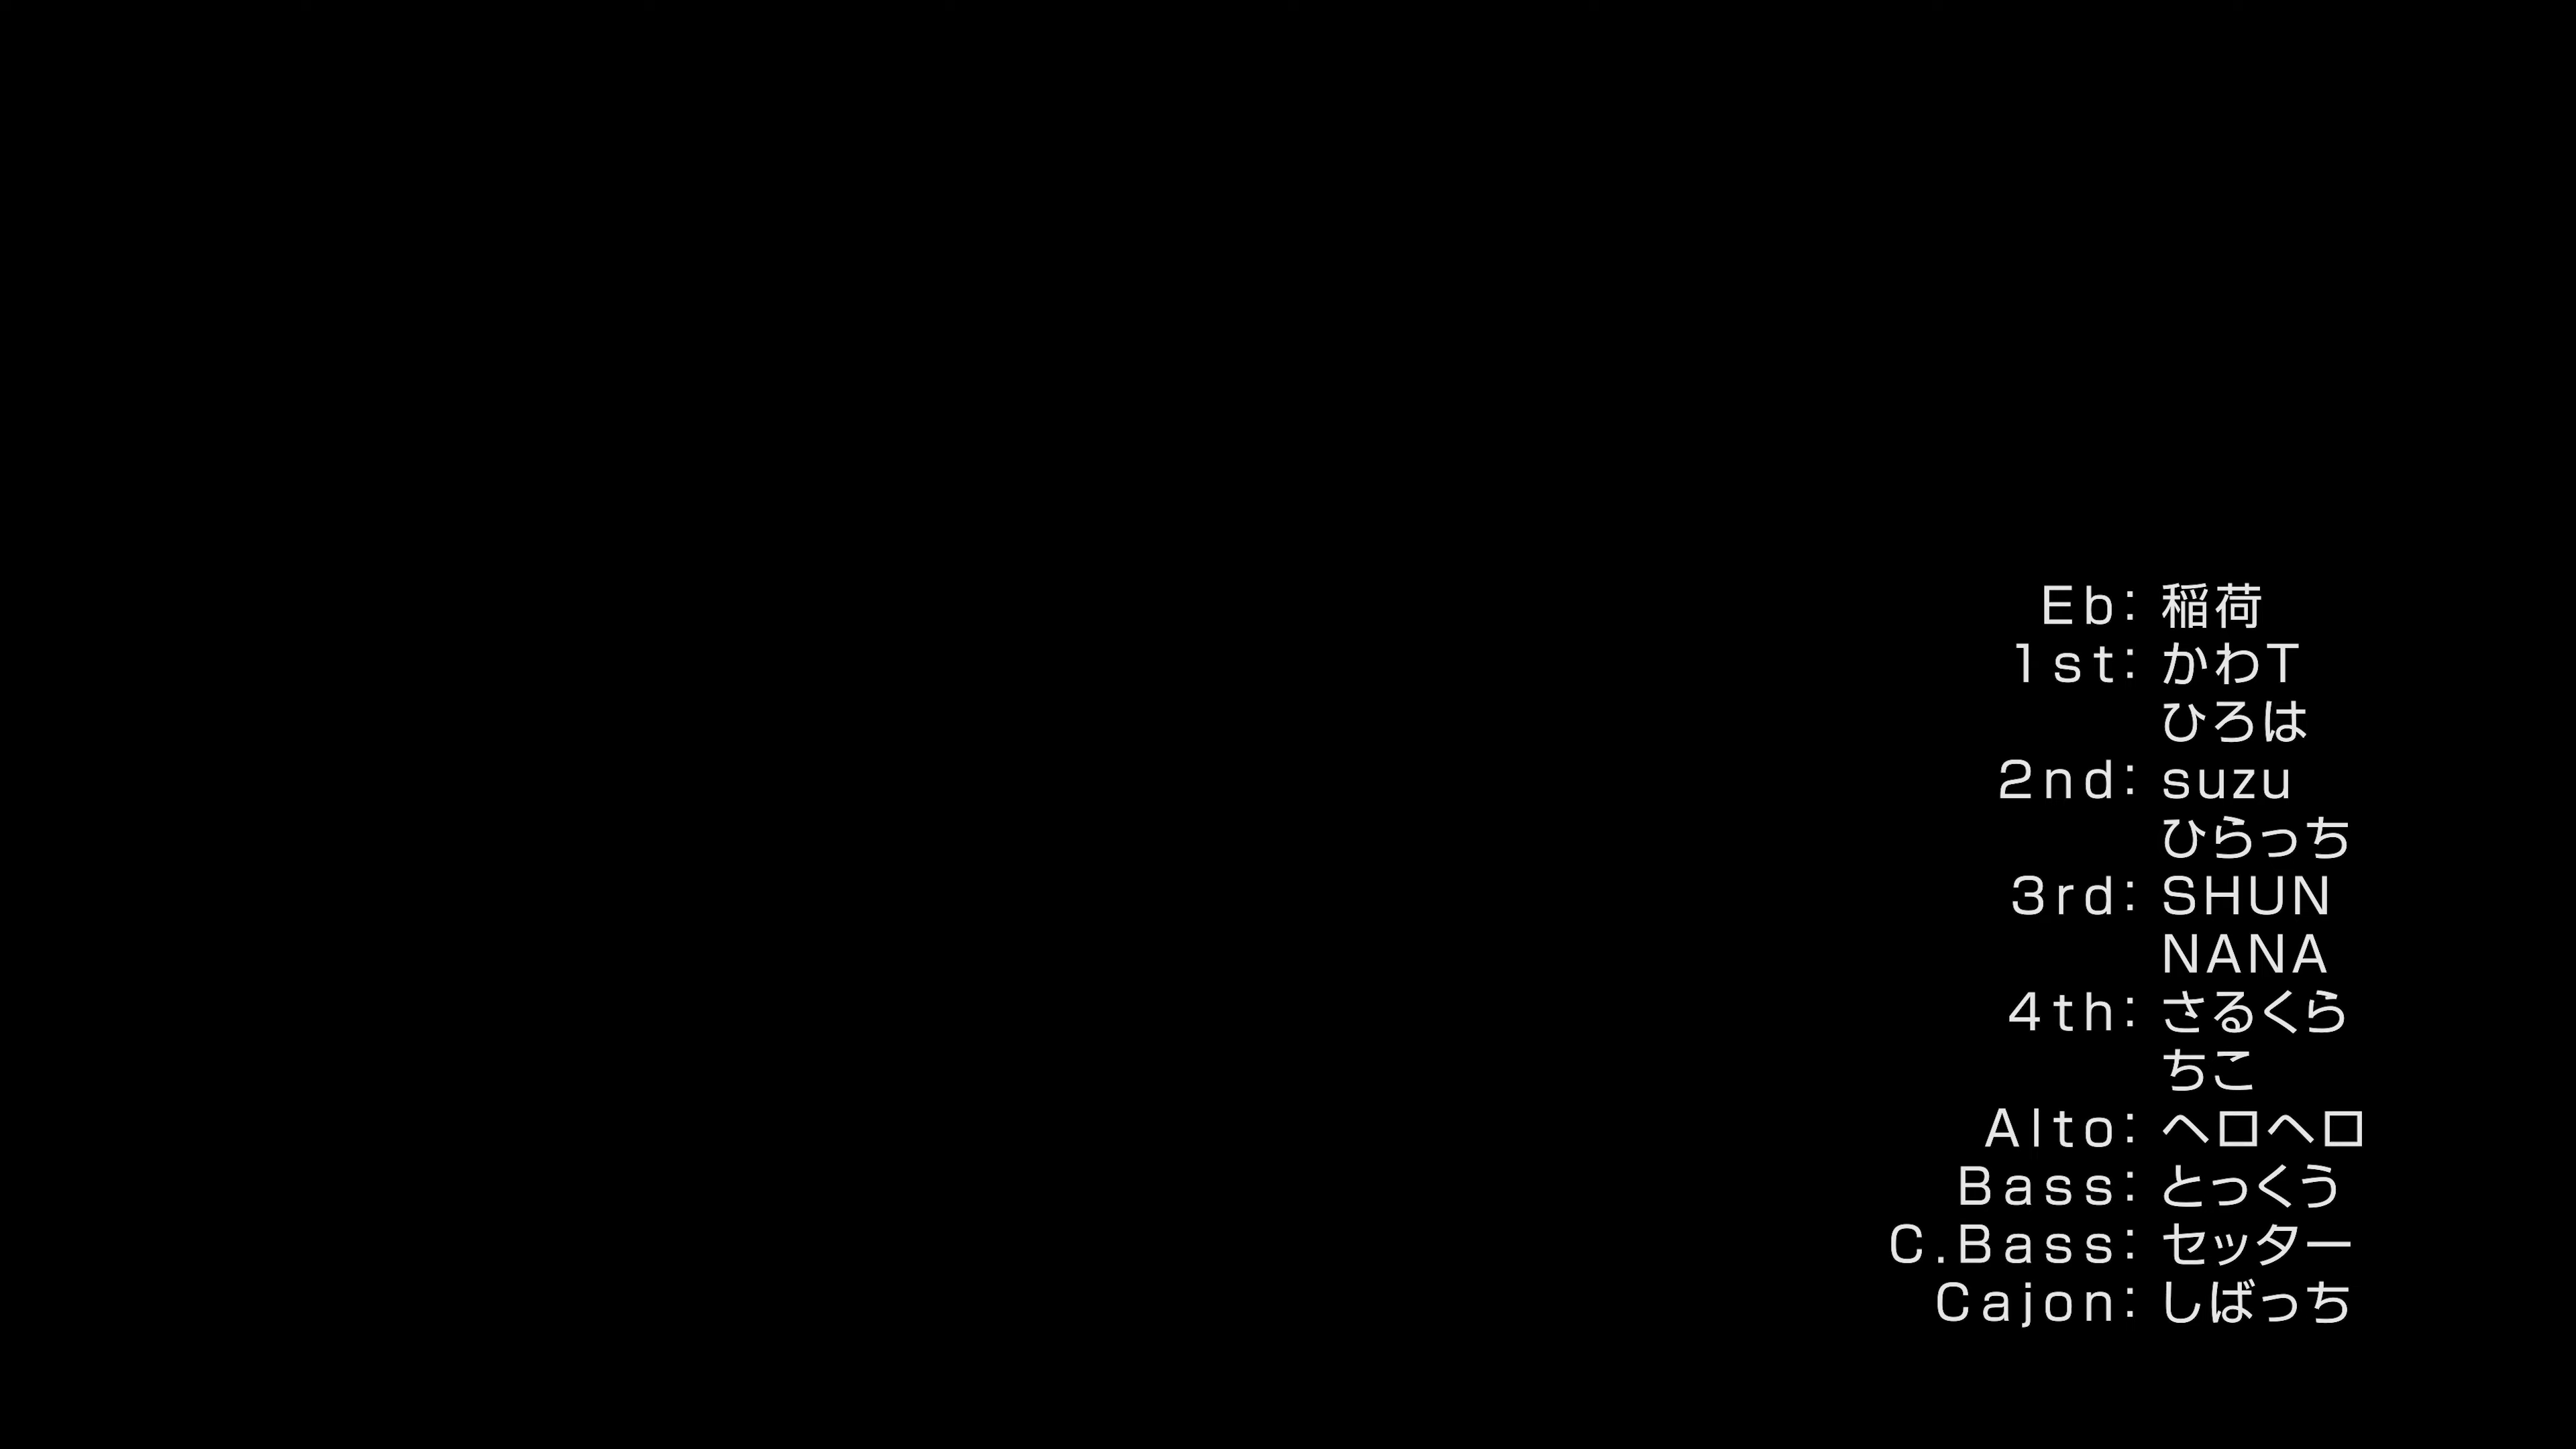 Eb: 稲荷
1st: かわT
ひろは
2nd: suzu
ひらっち
3rd: SHUN
NANA
4th: さるくら
ちこ
Alto: ヘロヘロ
Bass: とっくう
C.Bass: セッター
Cajon: しばっち